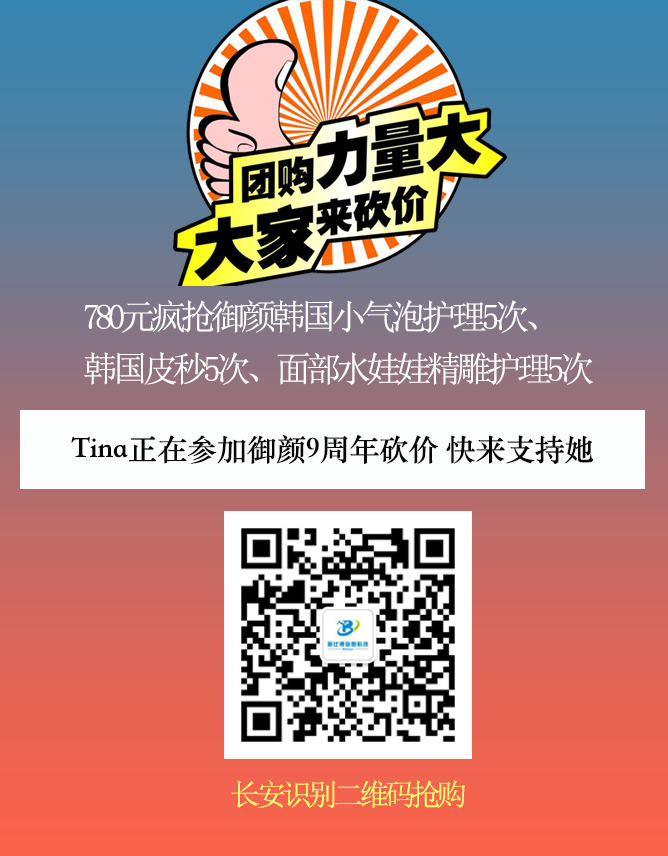 团购力量大
大家来砍价
780元疯抢御颜韩国小气泡护理5次、
韩国皮秒5次、面部水娃娃精雕护理5次
Tina正在参加御颜9周年砍价 快来支持她
长安识别二维码抢购